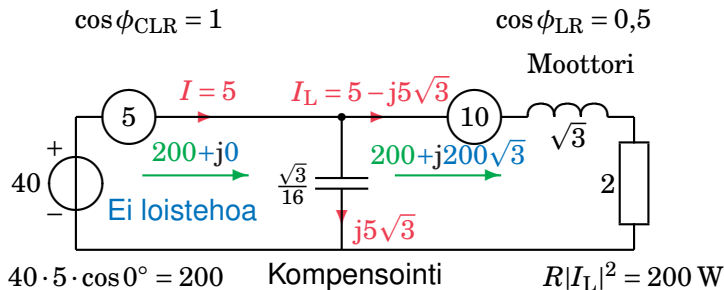 cos ϕ_CLR = 1
cos ϕ_LR = 0,5
Moottori
I = 5
I_L = 5 − j5√3
5
10
√3
+
40
−
200+j0
200+j200√3
√3/16
2
Ei loistehoa
j5√3
40 · 5 · cos 0° = 200
Kompensointi
R|I_L|² = 200 W